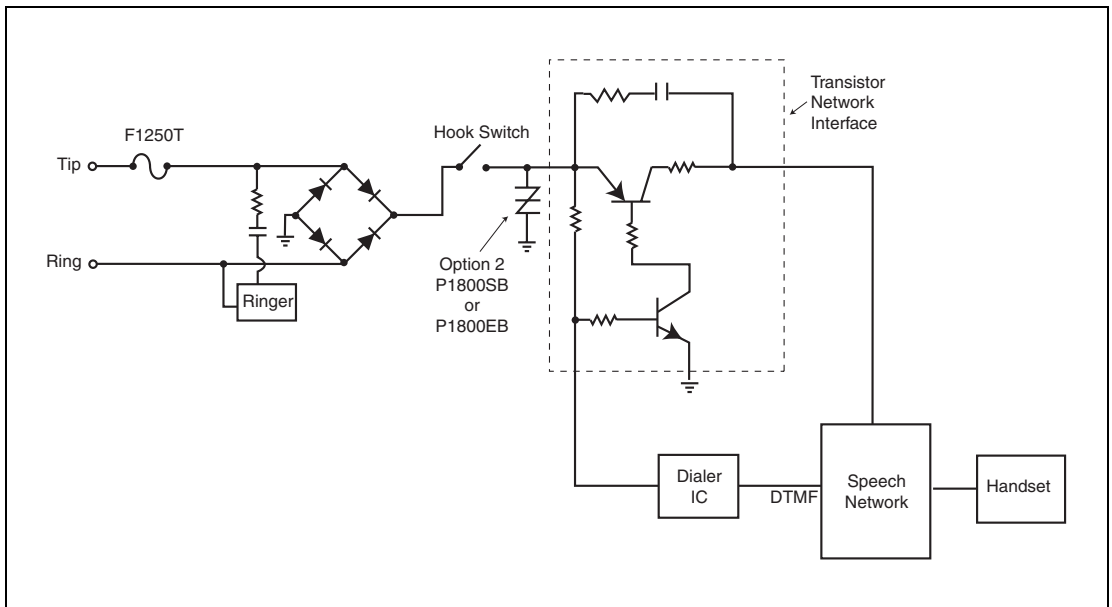 Transistor
Network
Interface
F1250T
Hook Switch
Tip
Ring
Option 2
P1800SB
or
P1800EB
Ringer
Dialer
IC
DTMF
Speech
Network
Handset